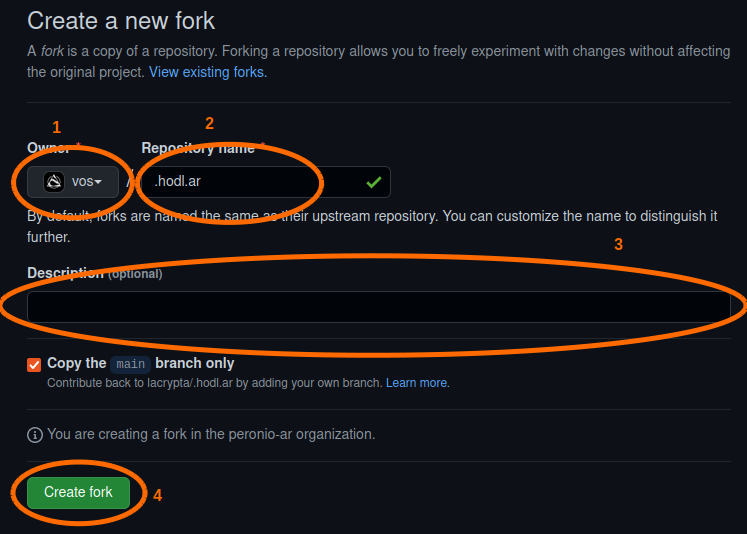 Create a new fork
A fork is a copy of a repository. Forking a repository allows you to freely experiment with changes without affecting
the original project. View existing forks.
1
2
Owner * Repository name *
vos / .hodl.ar
By default, forks are named the same as their upstream repository. You can customize the name to distinguish it
further.
3
Description (optional)
Copy the main branch only
Contribute back to lacrypta/.hodl.ar by adding your own branch. Learn more.
You are creating a fork in the peronio-ar organization.
Create fork 4